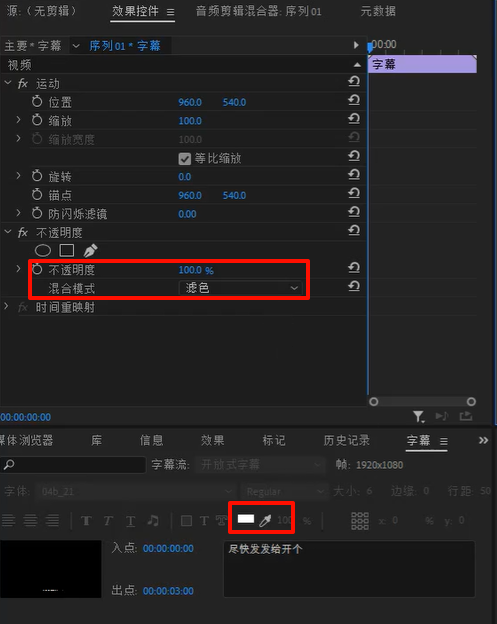 源:（无剪辑） 效果控件 音频剪辑混合器: 序列 01 元数据
主要 * 字幕 序列 01 * 字幕 :00:00
视频 字幕
fx 运动
位置 960.0 540.0
缩放 100.0
缩放宽度 100.0
等比缩放
旋转 0.0
锚点 960.0 540.0
防闪烁滤镜 0.00
fx 不透明度
不透明度 100.0 %
混合模式 滤色
fx 时间重映射
00:00:00:00
媒体浏览器 库 信息 效果 标记 历史记录 字幕
字幕流: 开放式字幕 帧: 1920x1080
字体: 04b_21 Regular 大小: 6 边缘: 0 行距: 50
T T T T 100 % x: 0 % y: 0
入点: 00:00:00:00 尽快发发给开个
出点: 00:00:03:00